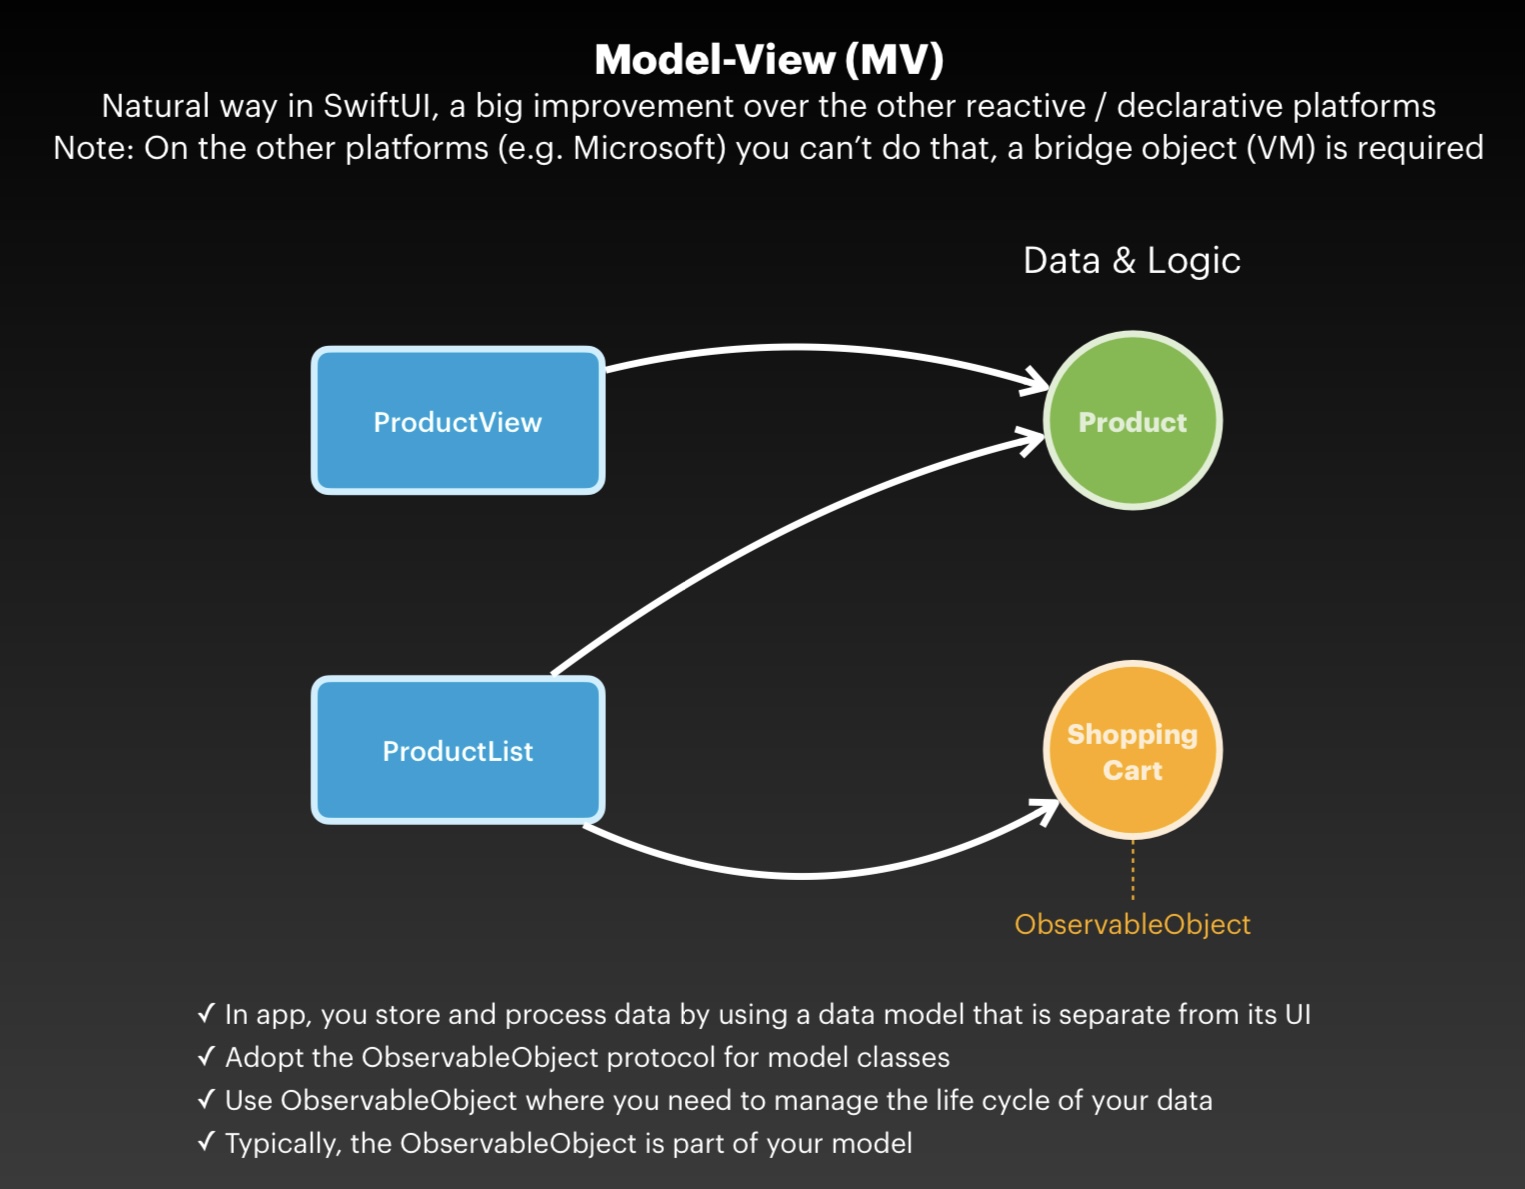 Model-View (MV)
Natural way in SwiftUI, a big improvement over the other reactive / declarative platforms
Note: On the other platforms (e.g. Microsoft) you can’t do that, a bridge object (VM) is required
Data & Logic
ProductView
Product
ProductList
Shopping
Cart
ObservableObject
✓ In app, you store and process data by using a data model that is separate from its UI
✓ Adopt the ObservableObject protocol for model classes
✓ Use ObservableObject where you need to manage the life cycle of your data
✓ Typically, the ObservableObject is part of your model